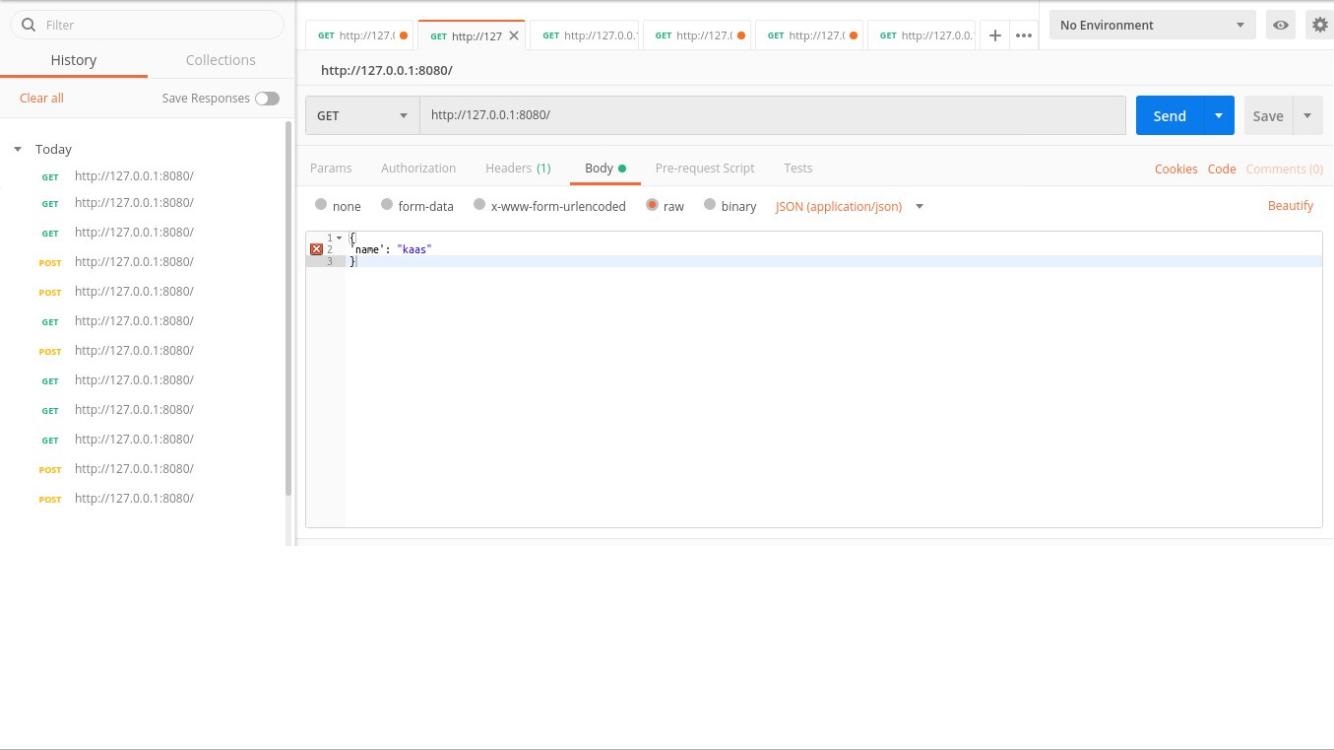 Filter
History Collections
Clear all Save Responses
Today
GET http://127.0.0.1:8080/
GET http://127.0.0.1:8080/
GET http://127.0.0.1:8080/
POST http://127.0.0.1:8080/
POST http://127.0.0.1:8080/
GET http://127.0.0.1:8080/
POST http://127.0.0.1:8080/
GET http://127.0.0.1:8080/
GET http://127.0.0.1:8080/
GET http://127.0.0.1:8080/
POST http://127.0.0.1:8080/
POST http://127.0.0.1:8080/
GET http://127.( GET http://127 GET http://127.0.0.: GET http://127.( GET http://127.( GET http://127.0.0. No Environment
http://127.0.0.1:8080/
GET http://127.0.0.1:8080/ Send Save
Params Authorization Headers (1) Body Pre-request Script Tests Cookies Code Comments (0)
none form-data x-www-form-urlencoded raw binary JSON (application/json) Beautify
1 {
2 'name': "kaas"
3 }